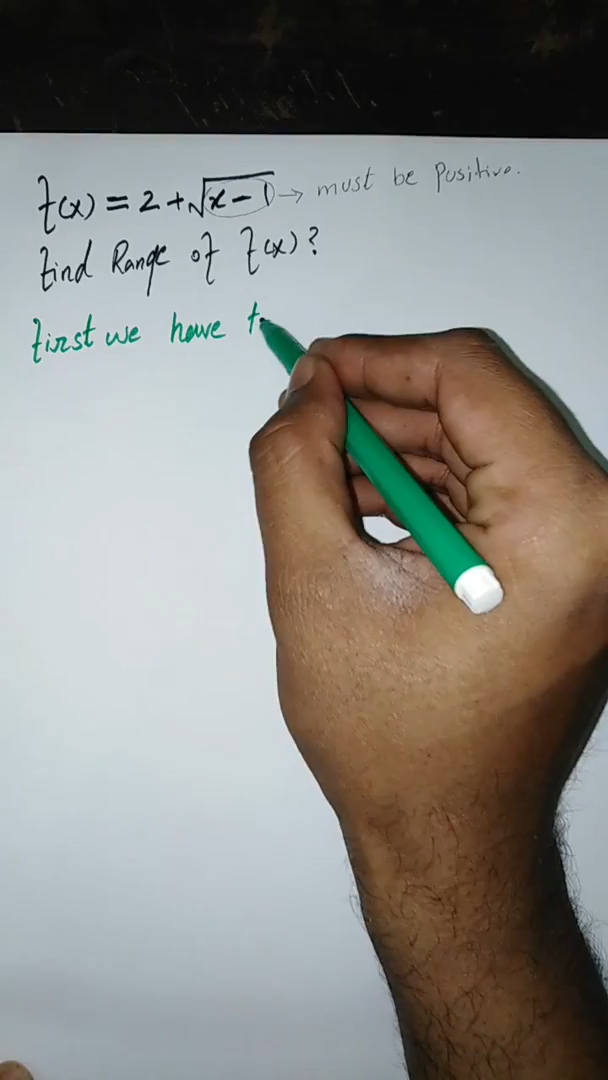 f(x) = 2 + √x-1 → must be Positive.
find Range of f(x)?
first we have t